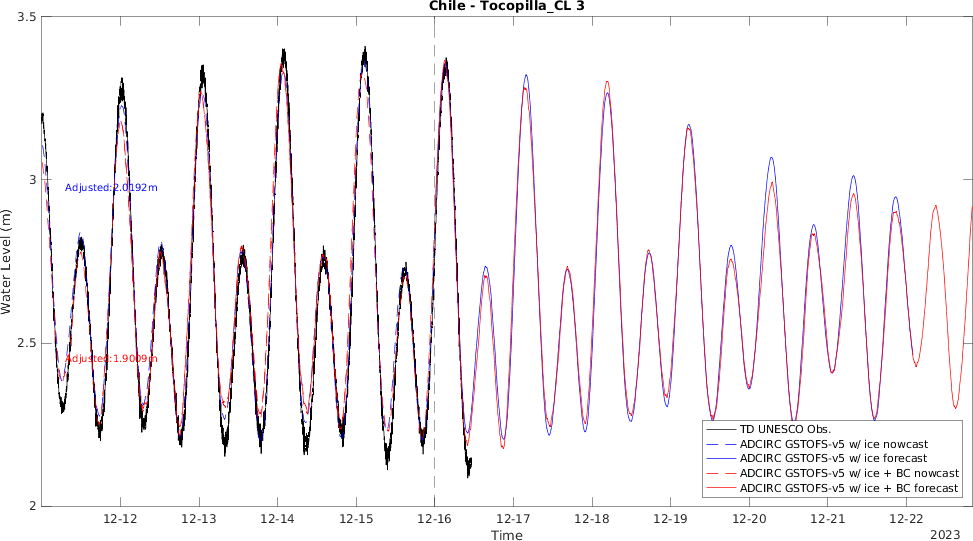 Chile - Tocopilla_CL 3
3.5
3
2.5
2
Water Level (m)
Adjusted:2.0192m
Adjusted:1.9009m
TD UNESCO Obs.
ADCIRC GSTOFS-v5 w/ ice nowcast
ADCIRC GSTOFS-v5 w/ ice forecast
ADCIRC GSTOFS-v5 w/ ice + BC nowcast
ADCIRC GSTOFS-v5 w/ ice + BC forecast
12-12 12-13 12-14 12-15 12-16 12-17 12-18 12-19 12-20 12-21 12-22
Time
2023